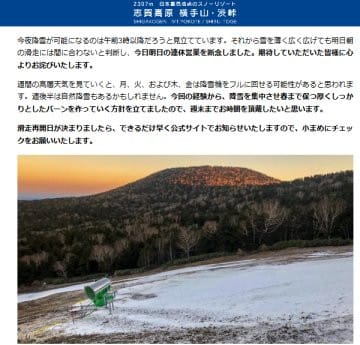 2307m 日本最高地点のスノーリゾート
志賀高原 横手山・渋峠
SHIGAKOGEN MT.YOKOTE / SHIBU RIDGE
今夜降雪が可能になるのは午前3時以降だろうと見立てています。それから雪を薄く広く広げても明日朝
の滑走には間に合わないと判断し、今日明日の連休営業を断念しました。期待していただいた皆様に心
よりお詫びいたします。
週間の高層天気を見ていくと、月、火、および木、金は降雪機をフルに回せる可能性があると思われま
す。週後半は自然降雪もあるかもしれません。今回の経験から、降雪を集中させ春まで保つ厚くしっか
りとしたバーンを作っていく方針を立てましたので、週末までお時間を頂戴したいと思います。
滑走再開日が決まりましたら、できるだけ早く公式サイトでお知らせいたしますので、小まめにチェッ
クをお願いいたします。